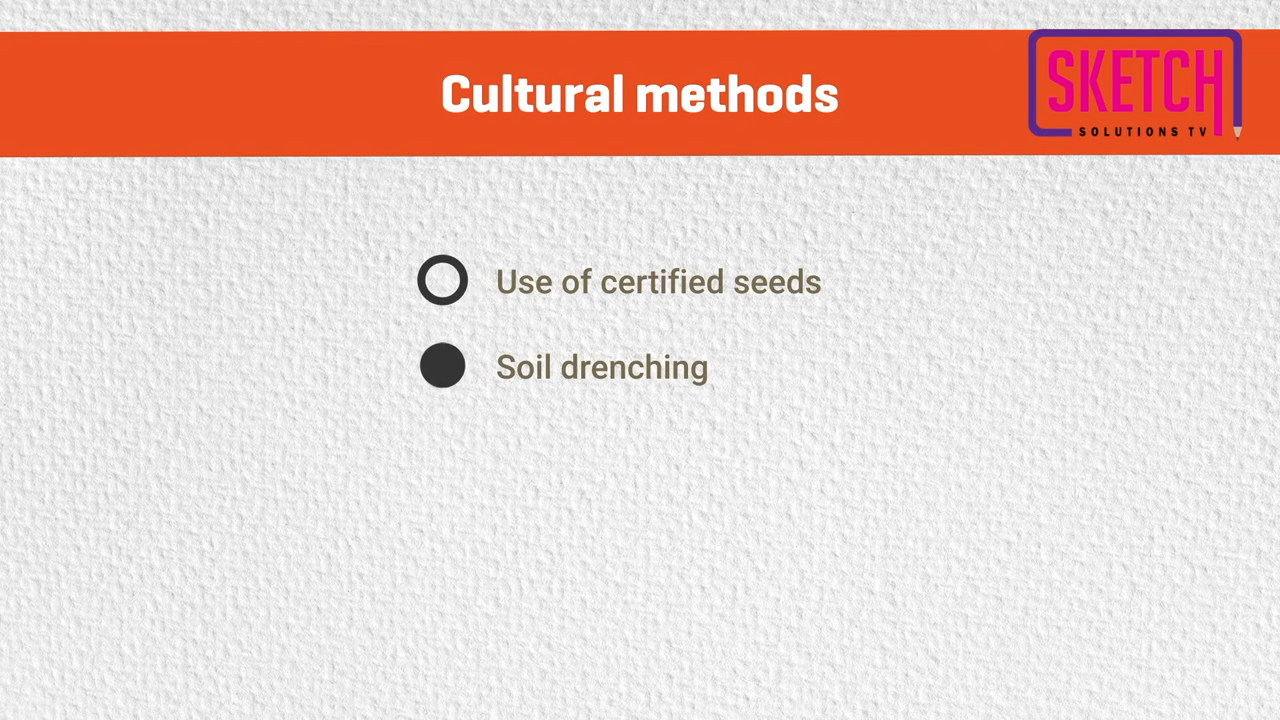 Cultural methods
SKETCH
SOLUTIONS TV
Use of certified seeds
Soil drenching